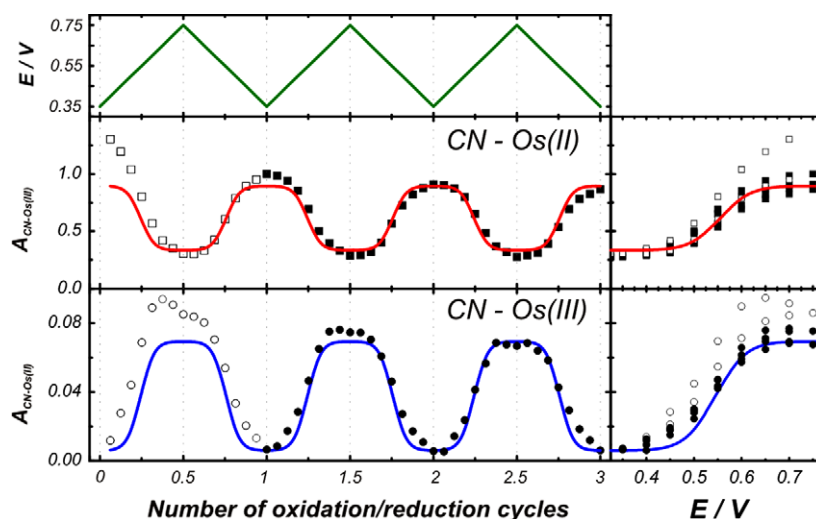 E / V
0.75
0.55
0.35
CN - Os(II)
A CN-Os(III)
1.0
0.5
0.0
CN - Os(III)
A CN-Os(II)
0.08
0.04
0.00
0 0.5 1 1.5 2 2.5 3
0.4 0.5 0.6 0.7
Number of oxidation/reduction cycles
E / V